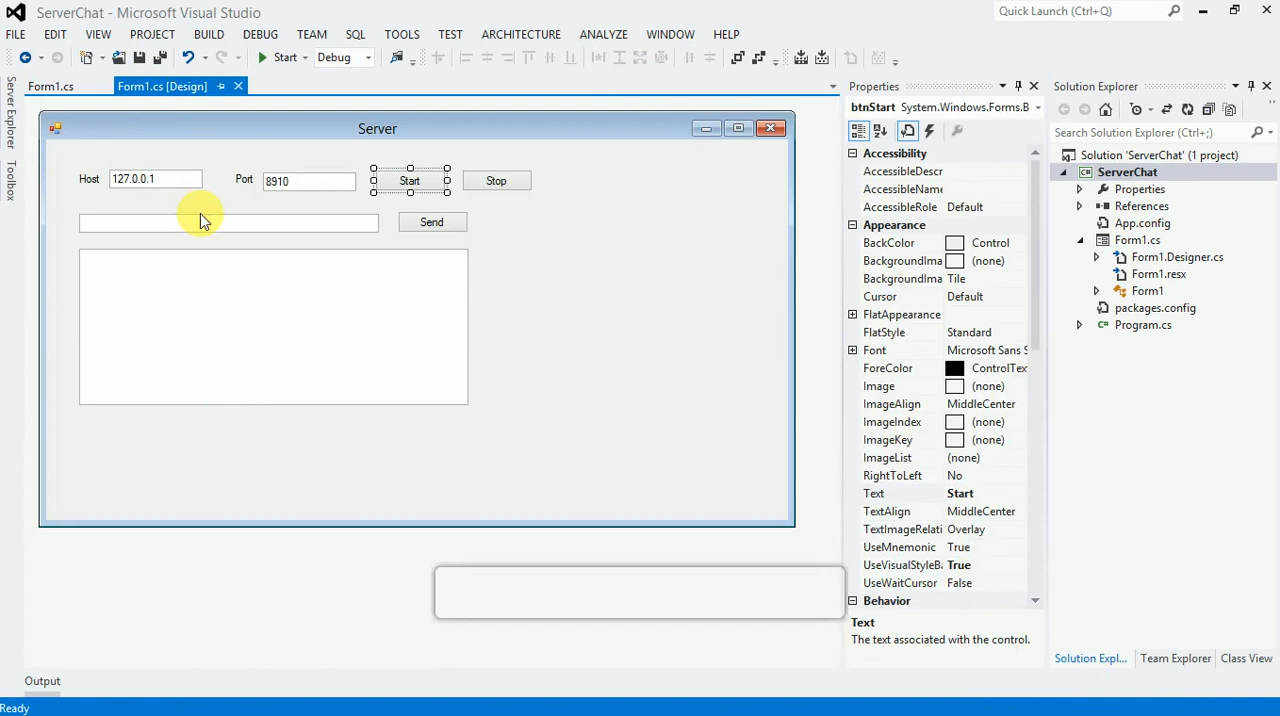 ServerChat - Microsoft Visual Studio
Quick Launch (Ctrl+Q)
FILE EDIT VIEW PROJECT BUILD DEBUG TEAM SQL TOOLS TEST ARCHITECTURE ANALYZE WINDOW HELP
Start Debug
Server Explorer
Toolbox
Form1.cs
Form1.cs [Design]
Server
Host 127.0.0.1 Port 8910 Start Stop
Send
Properties
btnStart System.Windows.Forms.B
Accessibility
AccessibleDescr
AccessibleName
AccessibleRole Default
Appearance
BackColor Control
BackgroundIma (none)
BackgroundIma Tile
Cursor Default
FlatAppearance
FlatStyle Standard
Font Microsoft Sans S
ForeColor ControlTex
Image (none)
ImageAlign MiddleCenter
ImageIndex (none)
ImageKey (none)
ImageList (none)
RightToLeft No
Text Start
TextAlign MiddleCenter
TextImageRelati Overlay
UseMnemonic True
UseVisualStyleBa True
UseWaitCursor False
Behavior
Text
The text associated with the control.
Solution Explorer
Search Solution Explorer (Ctrl+;)
Solution 'ServerChat' (1 project)
ServerChat
Properties
References
App.config
Form1.cs
Form1.Designer.cs
Form1.resx
Form1
packages.config
Program.cs
Solution Expl... Team Explorer Class View
Output
Ready